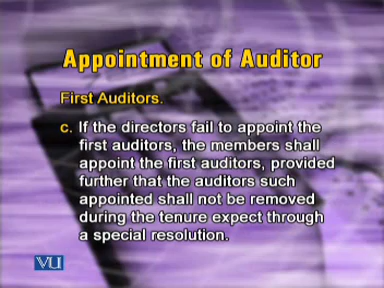 Appointment of Auditor
First Auditors.
c. If the directors fail to appoint the
first auditors, the members shall
appoint the first auditors, provided
further that the auditors such
appointed shall not be removed
during the tenure expect through
a special resolution.
VU